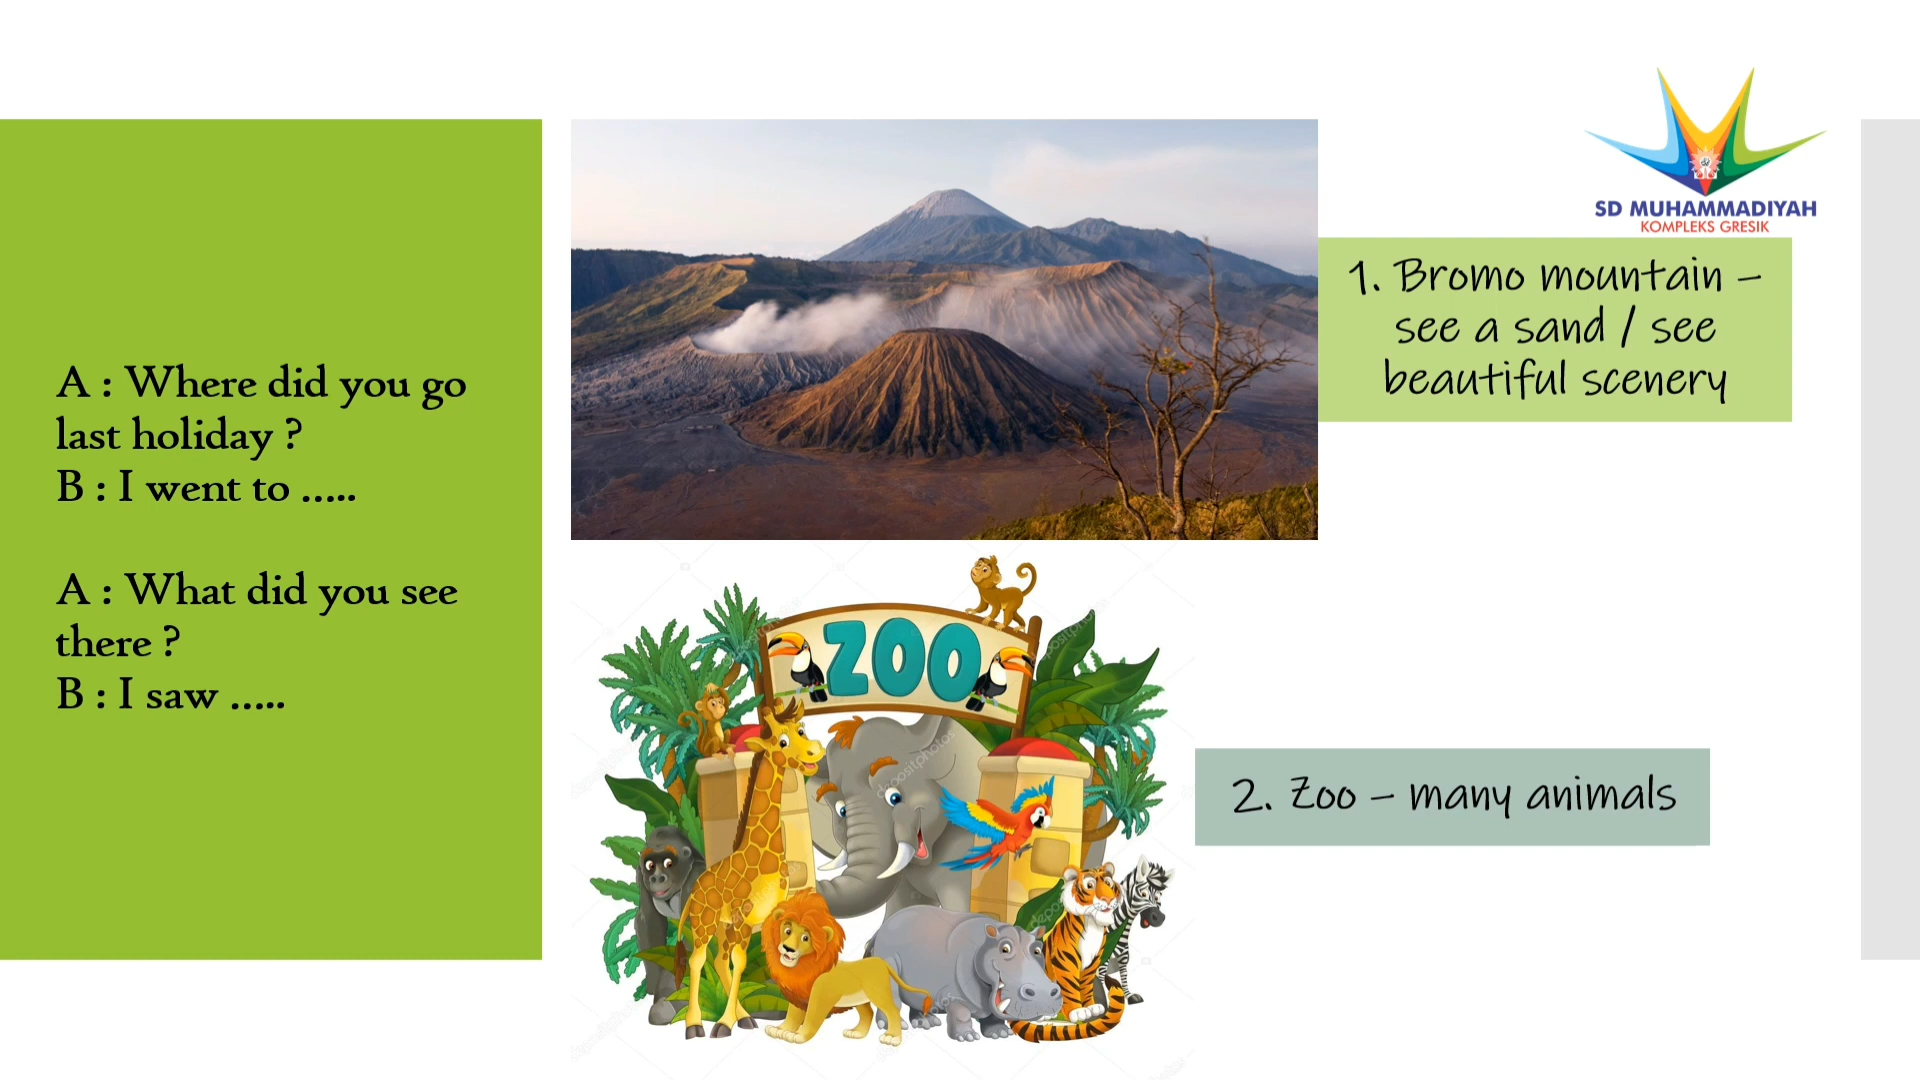 A : Where did you go
last holiday ?
B : I went to .....
A : What did you see
there ?
B : I saw .....
SD MUHAMMADIYAH
KOMPLEKS GRESIK
1. Bromo mountain –
see a sand / see
beautiful scenery
ZOO
2. Zoo – many animals
depositphotos